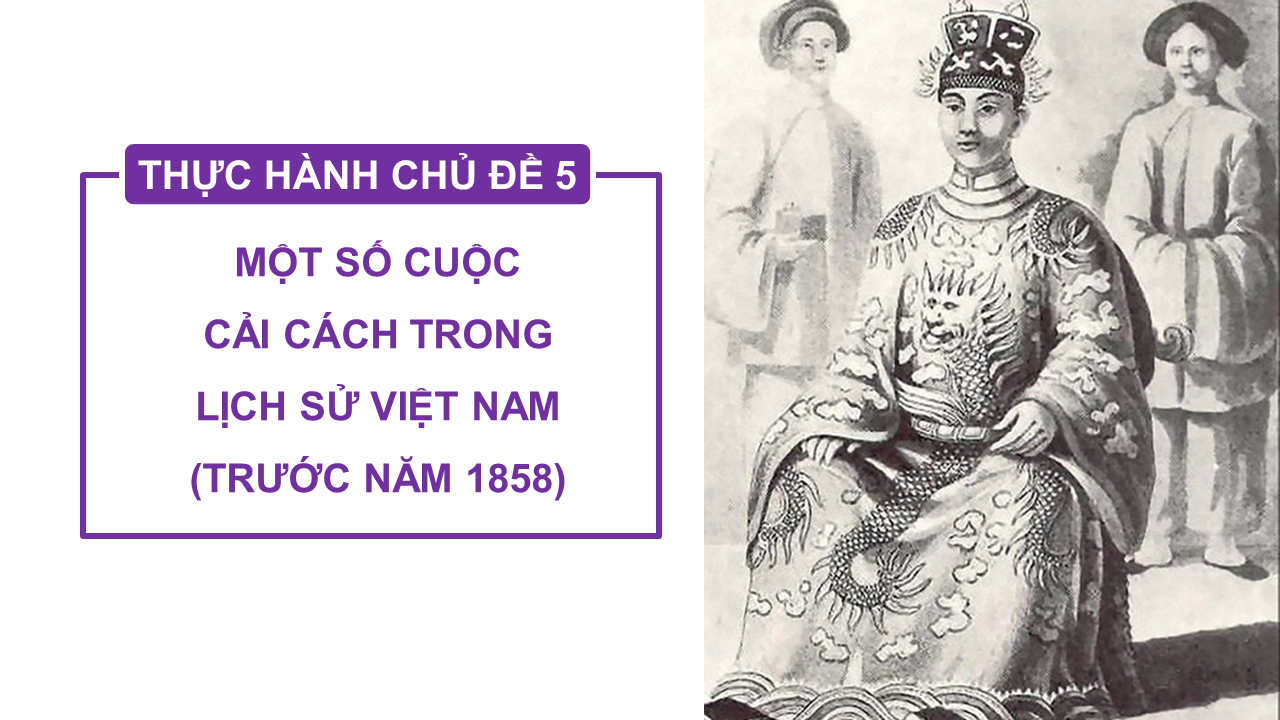 THỰC HÀNH CHỦ ĐỀ 5
MỘT SỐ CUỘC
CẢI CÁCH TRONG
LỊCH SỬ VIỆT NAM
(TRƯỚC NĂM 1858)